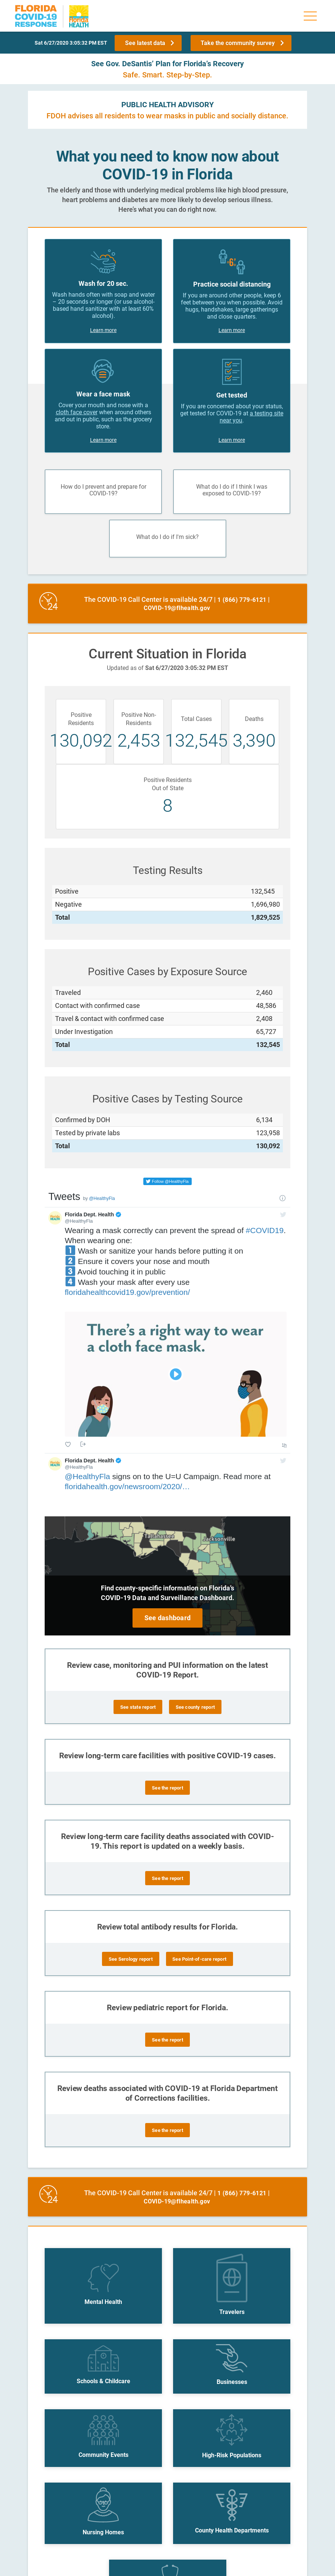 FLORIDA
COVID-19
RESPONSE
Florida
HEALTH
Sat 6/27/2020 3:05:32 PM EST
See latest data
Take the community survey
See Gov. DeSantis' Plan for Florida's Recovery
Safe. Smart. Step-by-Step.
PUBLIC HEALTH ADVISORY
FDOH advises all residents to wear masks in public and socially distance.
What you need to know now about
COVID-19 in Florida
The elderly and those with underlying medical problems like high blood pressure,
heart problems and diabetes are more likely to develop serious illness.
Here's what you can do right now.
Wash for 20 sec.
Wash hands often with soap and water
– 20 seconds or longer (or use alcohol-
based hand sanitizer with at least 60%
alcohol).
Learn more
6'
Practice social distancing
If you are around other people, keep 6
feet between you when possible. Avoid
hugs, handshakes, large gatherings
and close quarters.
Learn more
Wear a face mask
Cover your mouth and nose with a
cloth face cover when around others
and out in public, such as the grocery
store.
Learn more
Get tested
If you are concerned about your status,
get tested for COVID-19 at a testing site
near you.
Learn more
How do I prevent and prepare for
COVID-19?
What do I do if I think I was
exposed to COVID-19?
What do I do if I'm sick?
24
The COVID-19 Call Center is available 24/7 | 1 (866) 779-6121 |
COVID-19@flhealth.gov
Current Situation in Florida
Updated as of Sat 6/27/2020 3:05:32 PM EST
Positive
Residents
130,092
Positive Non-
Residents
2,453
Total Cases
132,545
Deaths
3,390
Positive Residents
Out of State
8
Testing Results
Positive 132,545
Negative 1,696,980
Total 1,829,525
Positive Cases by Exposure Source
Traveled 2,460
Contact with confirmed case 48,586
Travel & contact with confirmed case 2,408
Under Investigation 65,727
Total 132,545
Positive Cases by Testing Source
Confirmed by DOH 6,134
Tested by private labs 123,958
Total 130,092
Follow @HealthyFla
Tweets by @HealthyFla
Florida Dept. Health
@HealthyFla
Wearing a mask correctly can prevent the spread of #COVID19.
When wearing one:
1 Wash or sanitize your hands before putting it on
2 Ensure it covers your nose and mouth
3 Avoid touching it in public
4 Wash your mask after every use
floridahealthcovid19.gov/prevention/
There's a right way to wear
a cloth face mask.
Florida Dept. Health
@HealthyFla
@HealthyFla signs on to the U=U Campaign. Read more at
floridahealth.gov/newsroom/2020/…
Tallahassee
Jacksonville
Find county-specific information on Florida's
COVID-19 Data and Surveillance Dashboard.
See dashboard
Review case, monitoring and PUI information on the latest
COVID-19 Report.
See state report
See county report
Review long-term care facilities with positive COVID-19 cases.
See the report
Review long-term care facility deaths associated with COVID-
19. This report is updated on a weekly basis.
See the report
Review total antibody results for Florida.
See Serology report
See Point-of-care report
Review pediatric report for Florida.
See the report
Review deaths associated with COVID-19 at Florida Department
of Corrections facilities.
See the report
24
The COVID-19 Call Center is available 24/7 | 1 (866) 779-6121 |
COVID-19@flhealth.gov
Mental Health
Travelers
Schools & Childcare
Businesses
Community Events
High-Risk Populations
Nursing Homes
County Health Departments